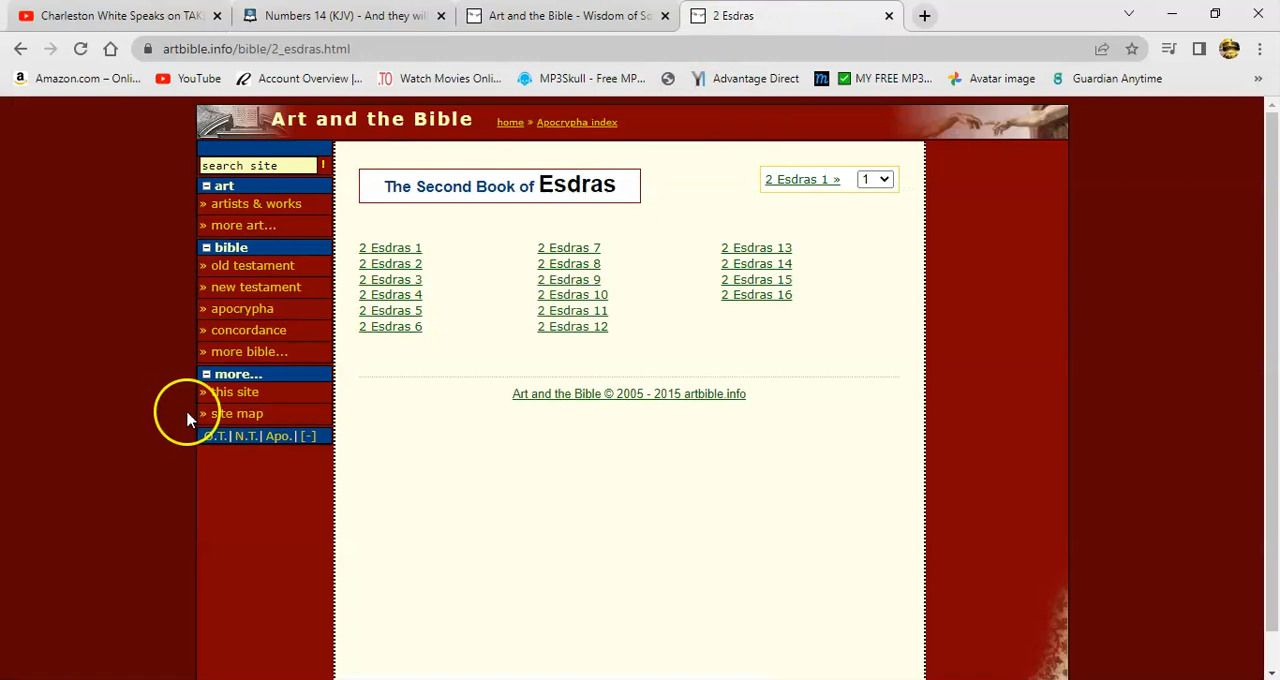 Charleston White Speaks on TAK
Numbers 14 (KJV) - And they wil
Art and the Bible - Wisdom of So
2 Esdras
artbible.info/bible/2_esdras.html
Amazon.com – Onli...
YouTube
Account Overview |...
Watch Movies Onli...
MP3Skull - Free MP...
Advantage Direct
MY FREE MP3...
Avatar image
Guardian Anytime
»
Art and the Bible
home » Apocrypha index
search site !
art
» artists & works
» more art...
bible
» old testament
» new testament
» apocrypha
» concordance
» more bible...
more...
» this site
» site map
O.T.| N.T.| Apo.| [-]
The Second Book of Esdras
2 Esdras 1 » 1
2 Esdras 1
2 Esdras 2
2 Esdras 3
2 Esdras 4
2 Esdras 5
2 Esdras 6
2 Esdras 7
2 Esdras 8
2 Esdras 9
2 Esdras 10
2 Esdras 11
2 Esdras 12
2 Esdras 13
2 Esdras 14
2 Esdras 15
2 Esdras 16
Art and the Bible © 2005 - 2015 artbible.info